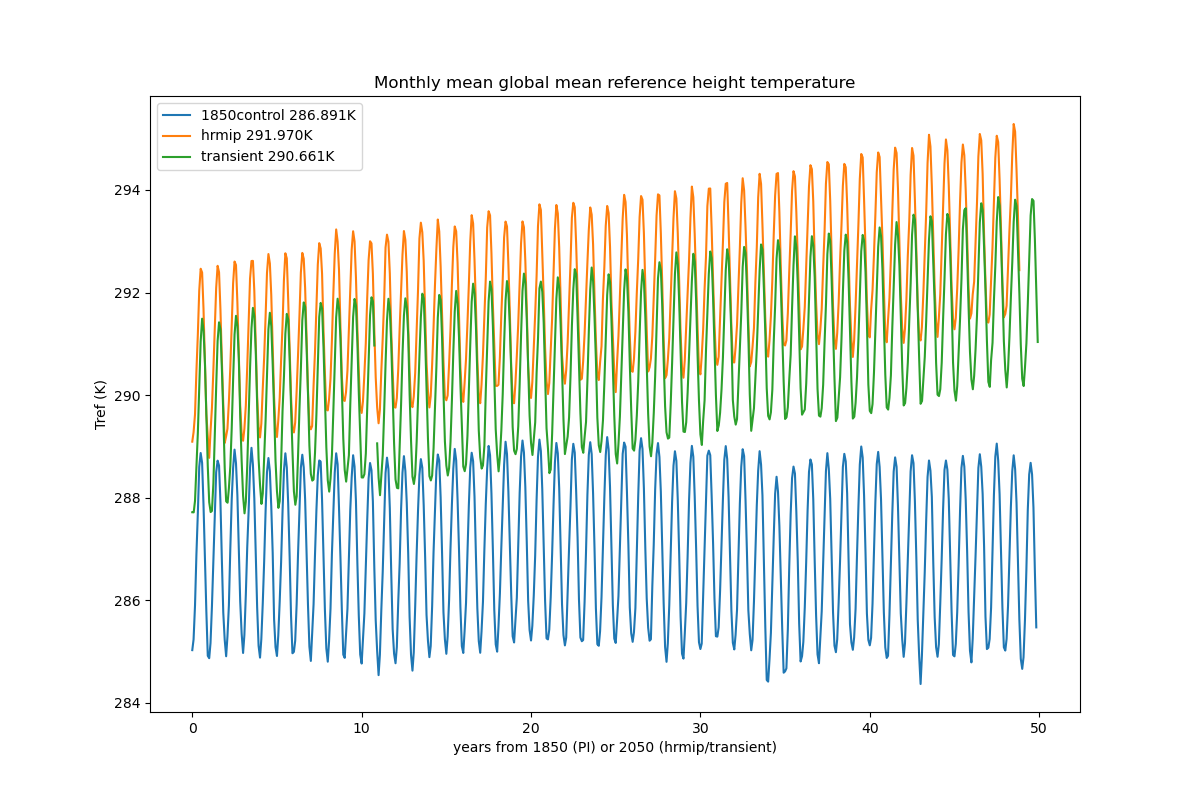 Monthly mean global mean reference height temperature
1850control 286.891K
hrmip 291.970K
transient 290.661K
294
292
290
288
286
284
Tref (K)
0 10 20 30 40 50
years from 1850 (PI) or 2050 (hrmip/transient)